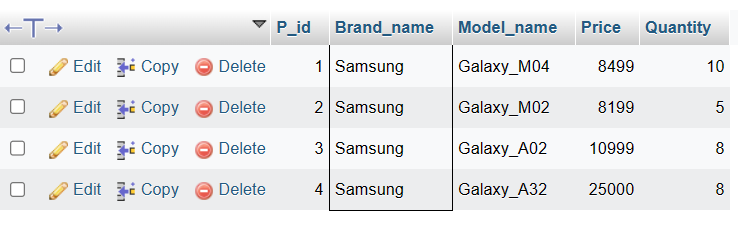 P_id Brand_name Model_name Price Quantity
Edit Copy Delete 1 Samsung Galaxy_M04 8499 10
Edit Copy Delete 2 Samsung Galaxy_M02 8199 5
Edit Copy Delete 3 Samsung Galaxy_A02 10999 8
Edit Copy Delete 4 Samsung Galaxy_A32 25000 8